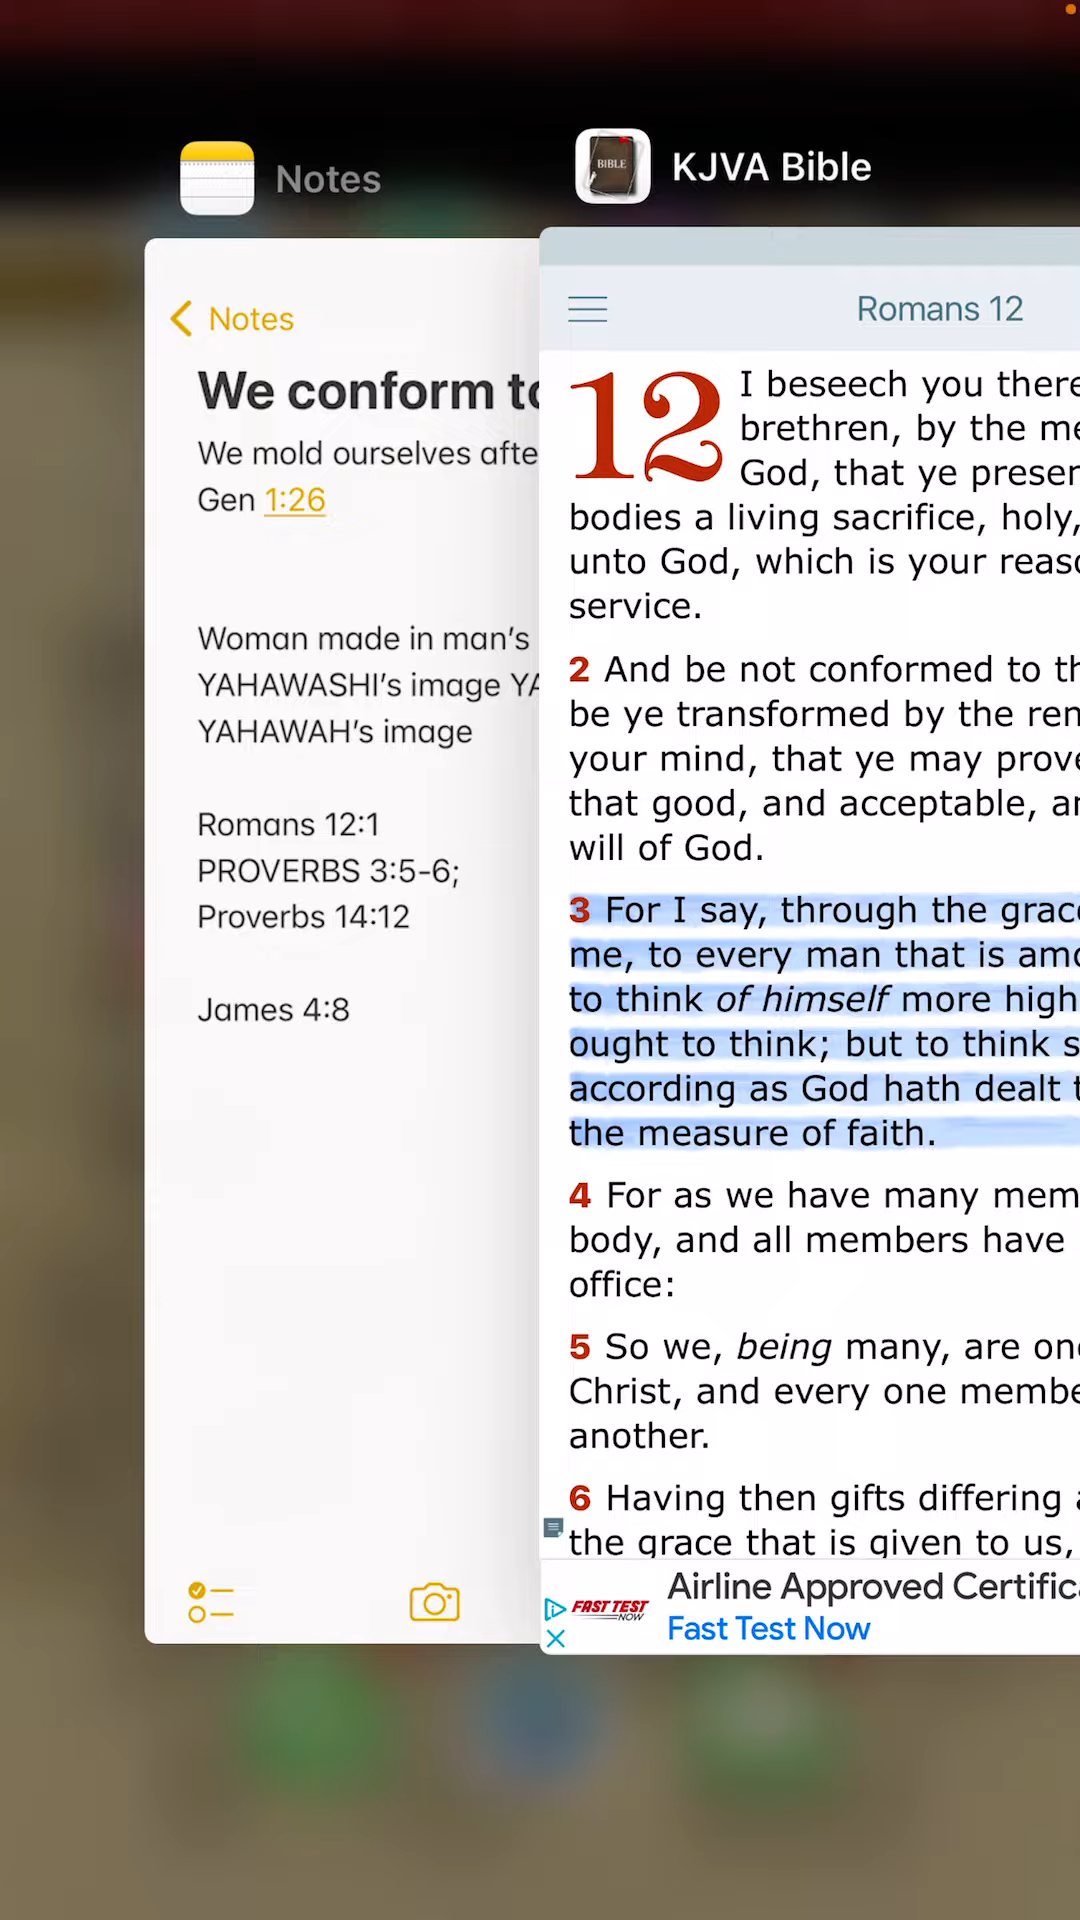 Notes
KJVA Bible
Notes
We conform to
We mold ourselves afte
Gen 1:26
Woman made in man's
YAHAWASHI's image YA
YAHAWAH's image
Romans 12:1
PROVERBS 3:5-6;
Proverbs 14:12
James 4:8
Romans 12
12 I beseech you there
brethren, by the me
God, that ye presen
bodies a living sacrifice, holy,
unto God, which is your reaso
service.
2 And be not conformed to th
be ye transformed by the ren
your mind, that ye may prove
that good, and acceptable, an
will of God.
3 For I say, through the grace
me, to every man that is amo
to think of himself more high
ought to think; but to think s
according as God hath dealt t
the measure of faith.
4 For as we have many mem
body, and all members have
office:
5 So we, being many, are one
Christ, and every one membe
another.
6 Having then gifts differing a
the grace that is given to us,
FAST TEST
NOW
Airline Approved Certifica
Fast Test Now